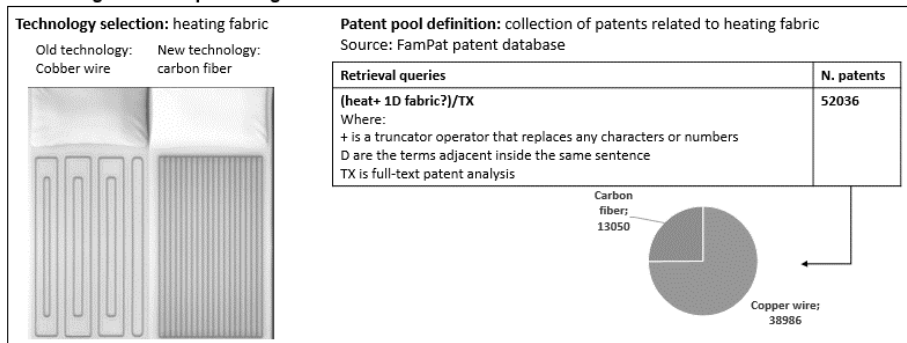 Technology selection: heating fabric
Old technology:
Cobber wire
New technology:
carbon fiber
Patent pool definition: collection of patents related to heating fabric
Source: FamPat patent database
Retrieval queries
N. patents
(heat+ 1D fabric?)/TX
52036
Where:
+ is a truncator operator that replaces any characters or numbers
D are the terms adjacent inside the same sentence
TX is full-text patent analysis
Carbon
fiber;
13050
Copper wire;
38986